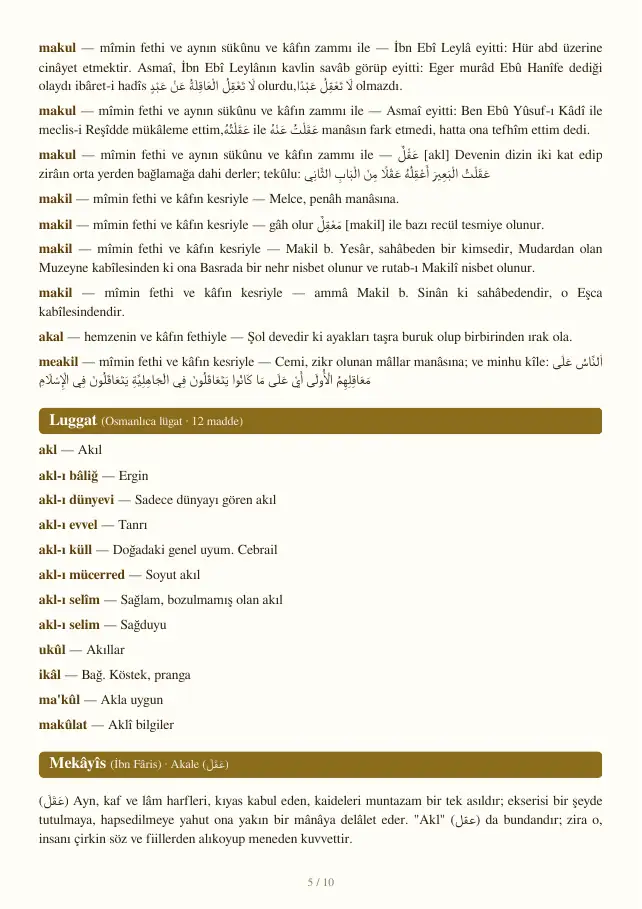 makul — mîmin fethi ve aynın sükûnu ve kâfın zammı ile — İbn Ebî Leylâ eyitti: Hür abd üzerine
cinâyet etmektir. Asmaî, İbn Ebî Leylânın kavlin savâb görüp eyitti: Eger murâd Ebû Hanîfe dediği
olaydı ibâret-i hadîs لَا تَعْقِلُ الْعَاقِلَةُ عَنْ عَبْدٍ olurdu, لَا تَعْقِلُ عَبْدًا olmazdı.
makul — mîmin fethi ve aynın sükûnu ve kâfın zammı ile — Asmaî eyitti: Ben Ebû Yûsuf-ı Kâdî ile
meclis-i Reşîdde mükâleme ettim, عَقَلْتُهُ ile عَقَلْتُ عَنْهُ manâsın fark etmedi, hatta ona tefhîm ettim dedi.
makul — mîmin fethi ve aynın sükûnu ve kâfın zammı ile — عَقْلٌ [akl] Devenin dizin iki kat edip
zirâın orta yerden bağlamağa dahi derler; tekûlu: عَقَلْتُ الْبَعِيرَ أَعْقِلُهُ عَقْلًا مِنَ الْبَابِ الثَّانِي
makil — mîmin fethi ve kâfın kesriyle — Melce, penâh manâsına.
makil — mîmin fethi ve kâfın kesriyle — gâh olur مَعْقِلٌ [makil] ile bazı recül tesmiye olunur.
makil — mîmin fethi ve kâfın kesriyle — Makil b. Yesâr, sahâbeden bir kimsedir, Mudardan olan
Muzeyne kabîlesinden ki ona Basrada bir nehr nisbet olunur ve rutab-ı Makilî nisbet olunur.
makil — mîmin fethi ve kâfın kesriyle — ammâ Makil b. Sinân ki sahâbedendir, o Eşca
kabîlesindendir.
akal — hemzenin ve kâfın fethiyle — Şol devedir ki ayakları taşra buruk olup birbirinden ırak ola.
meakil — mîmin fethi ve kâfın kesriyle — Cemi, zikr olunan mâllar manâsına; ve minhu kîle: اَلنَّاسُ عَلَى
مَعَاقِلِهِمُ الْأُولَى أَيْ عَلَى مَا كَانُوا يَتَعَاقَلُونَ فِي الْجَاهِلِيَّةِ يَتَعَاقَلُونَ فِي الْإِسْلَامِ
Luggat (Osmanlıca lügat · 12 madde)
akl — Akıl
akl-ı bâliğ — Ergin
akl-ı dünyevi — Sadece dünyayı gören akıl
akl-ı evvel — Tanrı
akl-ı küll — Doğadaki genel uyum. Cebrail
akl-ı mücerred — Soyut akıl
akl-ı selîm — Sağlam, bozulmamış olan akıl
akl-ı selim — Sağduyu
ukûl — Akıllar
ikâl — Bağ. Köstek, pranga
ma'kûl — Akla uygun
makûlat — Aklî bilgiler
Mekâyîs (İbn Fâris) · Akale (عَقَلَ)
(عَقَلَ) Ayn, kaf ve lâm harfleri, kıyas kabul eden, kaideleri muntazam bir tek asıldır; ekserisi bir şeyde
tutulmaya, hapsedilmeye yahut ona yakın bir mânâya delâlet eder. "Akl" (عقل) da bundandır; zira o,
insanı çirkin söz ve fiillerden alıkoyup meneden kuvvettir.
5 / 10